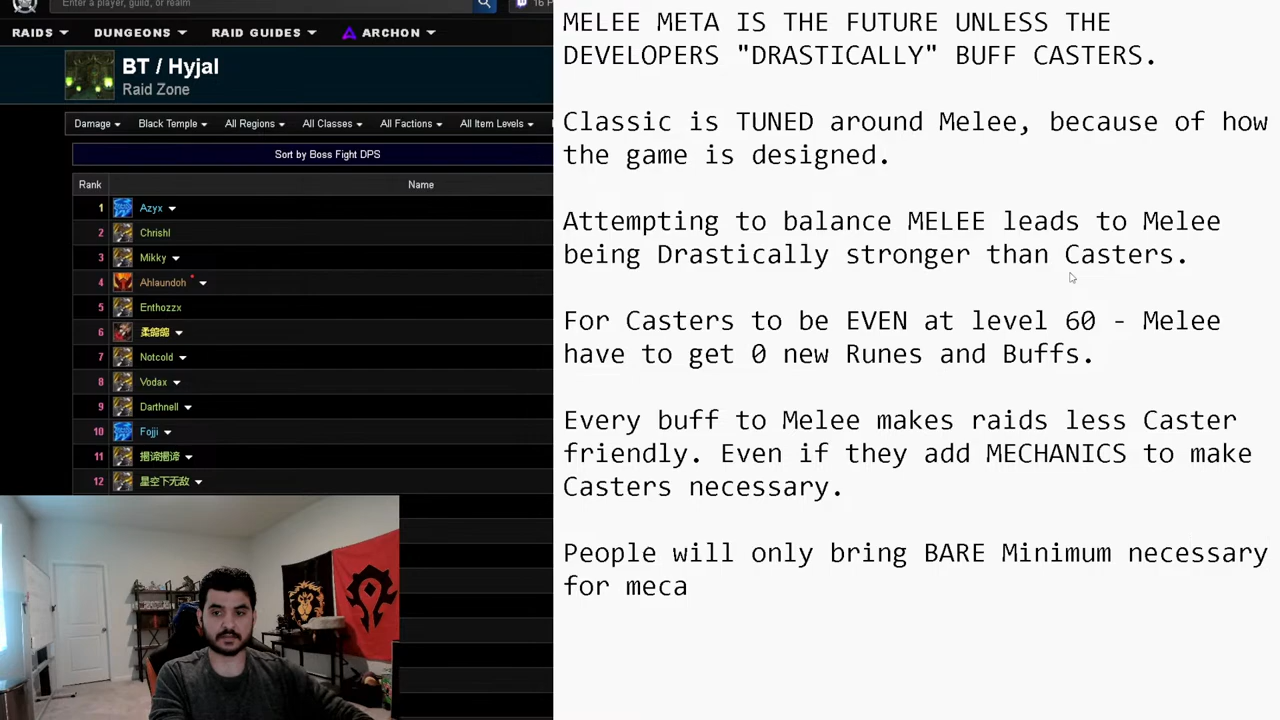 Enter a player, guild, or realm
16 P
RAIDS
DUNGEONS
RAID GUIDES
ARCHON
BT / Hyjal
Raid Zone
Damage
Black Temple
All Regions
All Classes
All Factions
All Item Levels
Sort by Boss Fight DPS
Rank Name
1 Azyx
2 Chrishl
3 Mikky
4 Ahlaundoh
5 Enthozzx
6
7 Notcold
8 Vodax
9 Darthnell
10 Fojji
11
12 星空下无敌
MELEE META IS THE FUTURE UNLESS THE
DEVELOPERS "DRASTICALLY" BUFF CASTERS.
Classic is TUNED around Melee, because of how
the game is designed.
Attempting to balance MELEE leads to Melee
being Drastically stronger than Casters.
For Casters to be EVEN at level 60 - Melee
have to get 0 new Runes and Buffs.
Every buff to Melee makes raids less Caster
friendly. Even if they add MECHANICS to make
Casters necessary.
People will only bring BARE Minimum necessary
for meca